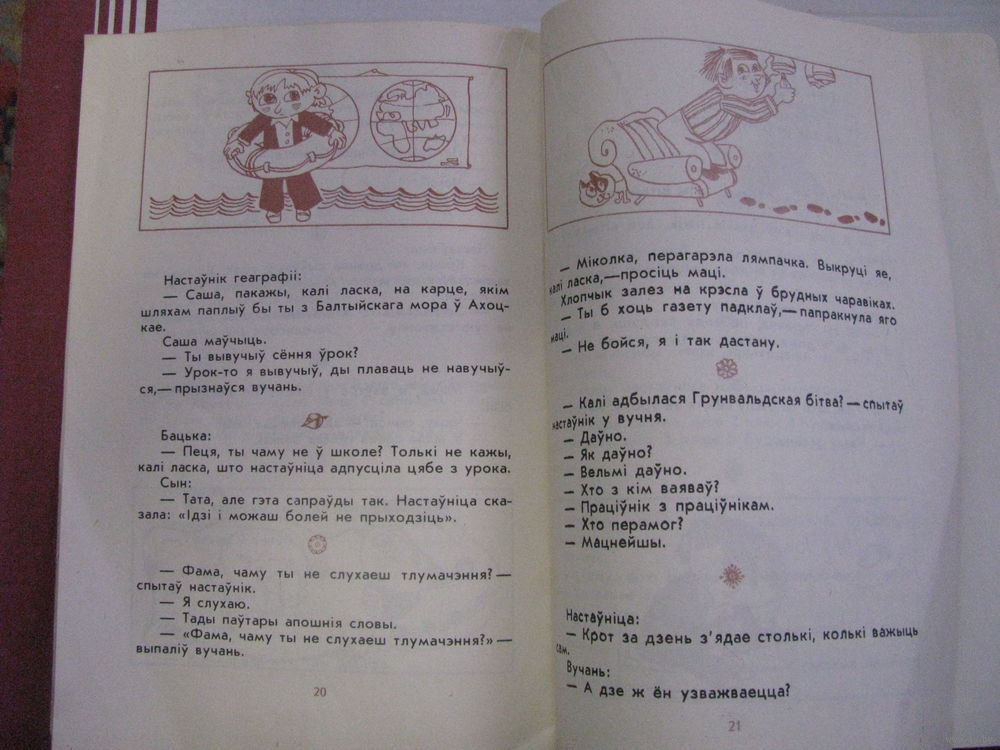 Настаўнік геаграфіі:
— Саша, пакажы, калі ласка, на карце, якім
шляхам паплыў бы ты з Балтыйскага мора ў Ахоц-
кае.
Саша маўчыць.
— Ты вывучыў сёння ўрок?
— Урок-то я вывучыў, ды плаваць не навучыў-
ся,— прызнаўся вучань.
Бацька:
— Пеця, ты чаму не ў школе? Толькі не кажы,
калі ласка, што настаўніца адпусціла цябе з урока.
Сын:
— Тата, але гэта сапраўды так. Настаўніца ска-
зала: «Ідзі і можаш болей не прыходзіць».
— Фама, чаму ты не слухаеш тлумачэння? —
спытаў настаўнік.
— Я слухаю.
— Тады паўтары апошнія словы.
— «Фама, чаму ты не слухаеш тлумачэння?» —
выпаліў вучань.
20
— Міколка, перагарэла лямпачка. Выкруці яе,
калі ласка,— просіць маці.
Хлопчык залез на крэсла ў брудных чаравіках.
— Ты б хоць газету падклаў,— папракнула яго
маці.
— Не бойся, я і так дастану.
— Калі адбылася Грунвальдская бітва? — спытаў
настаўнік у вучня.
— Даўно.
— Як даўно?
— Вельмі даўно.
— Хто з кім ваяваў?
— Праціўнік з праціўнікам.
— Хто перамог?
— Мацнейшы.
Настаўніца:
— Крот за дзень з'ядае столькі, колькі важыць
сам.
Вучань:
— А дзе ж ён узважваецца?
21